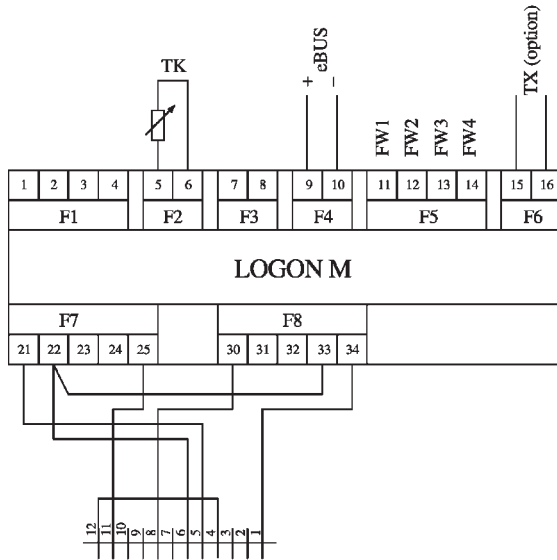 TK
+ eBUS –
TX (option)
FW1 FW2 FW3 FW4
1 2 3 4 5 6 7 8 9 10 11 12 13 14 15 16
F1 F2 F3 F4 F5 F6
LOGON M
F7 F8
21 22 23 24 25 30 31 32 33 34
12 11 10 9 8 7 6 5 4 3 2 1